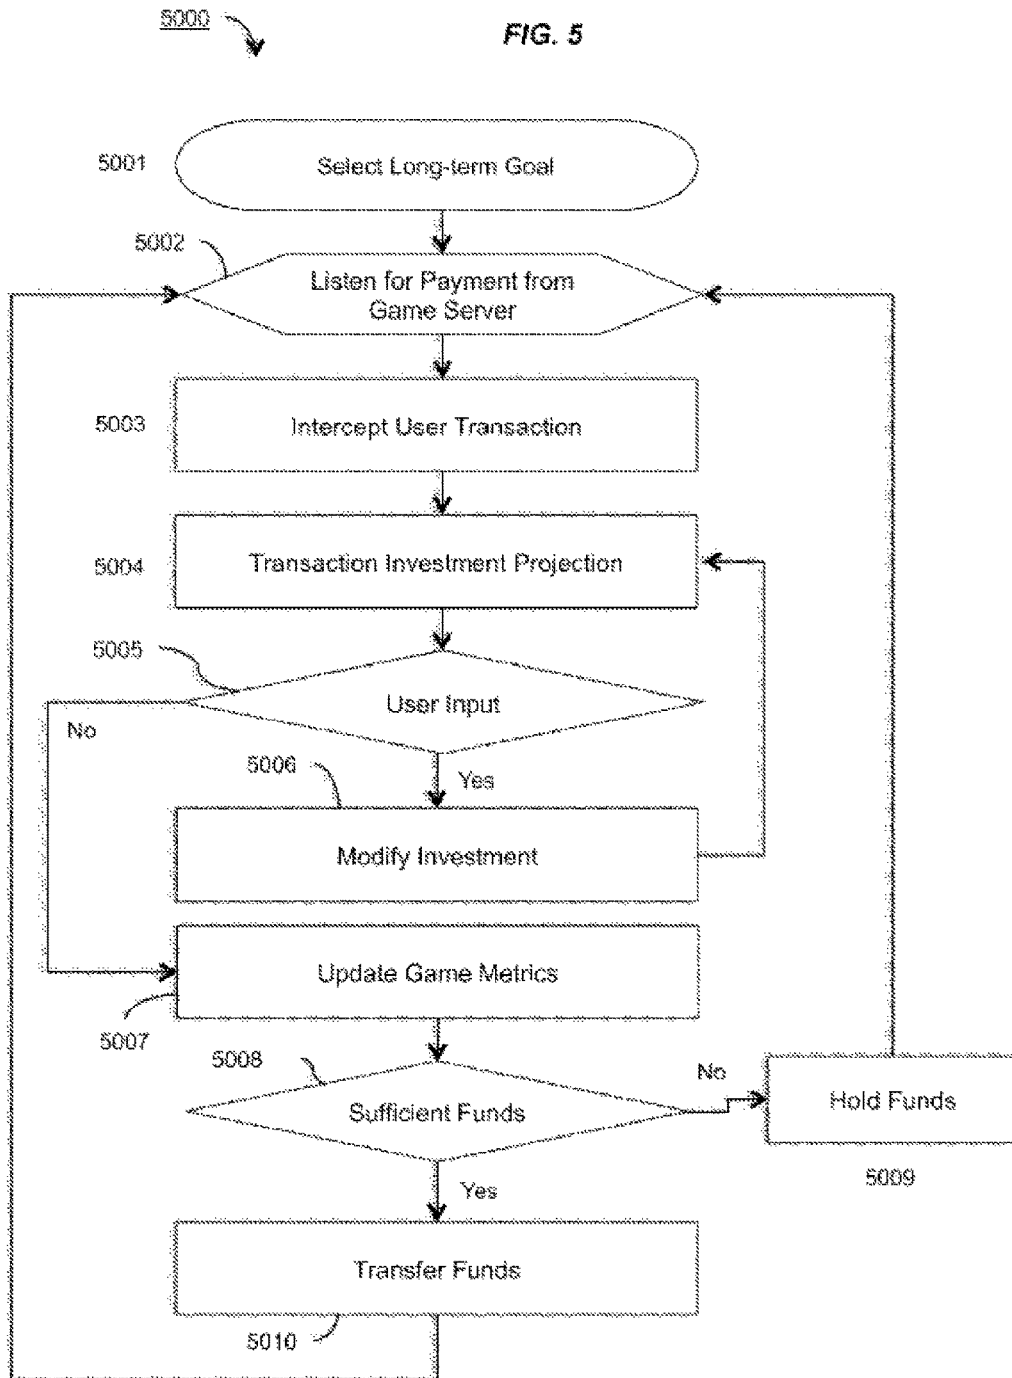 5000
FIG. 5
5001
Select Long-term Goal
5002
Listen for Payment from
Game Server
5003
Intercept User Transaction
5004
Transaction Investment Projection
5005
User Input
No
Yes
5006
Modify Investment
Update Game Metrics
5007
5008
Sufficient Funds
No
Hold Funds
5009
Yes
Transfer Funds
5010